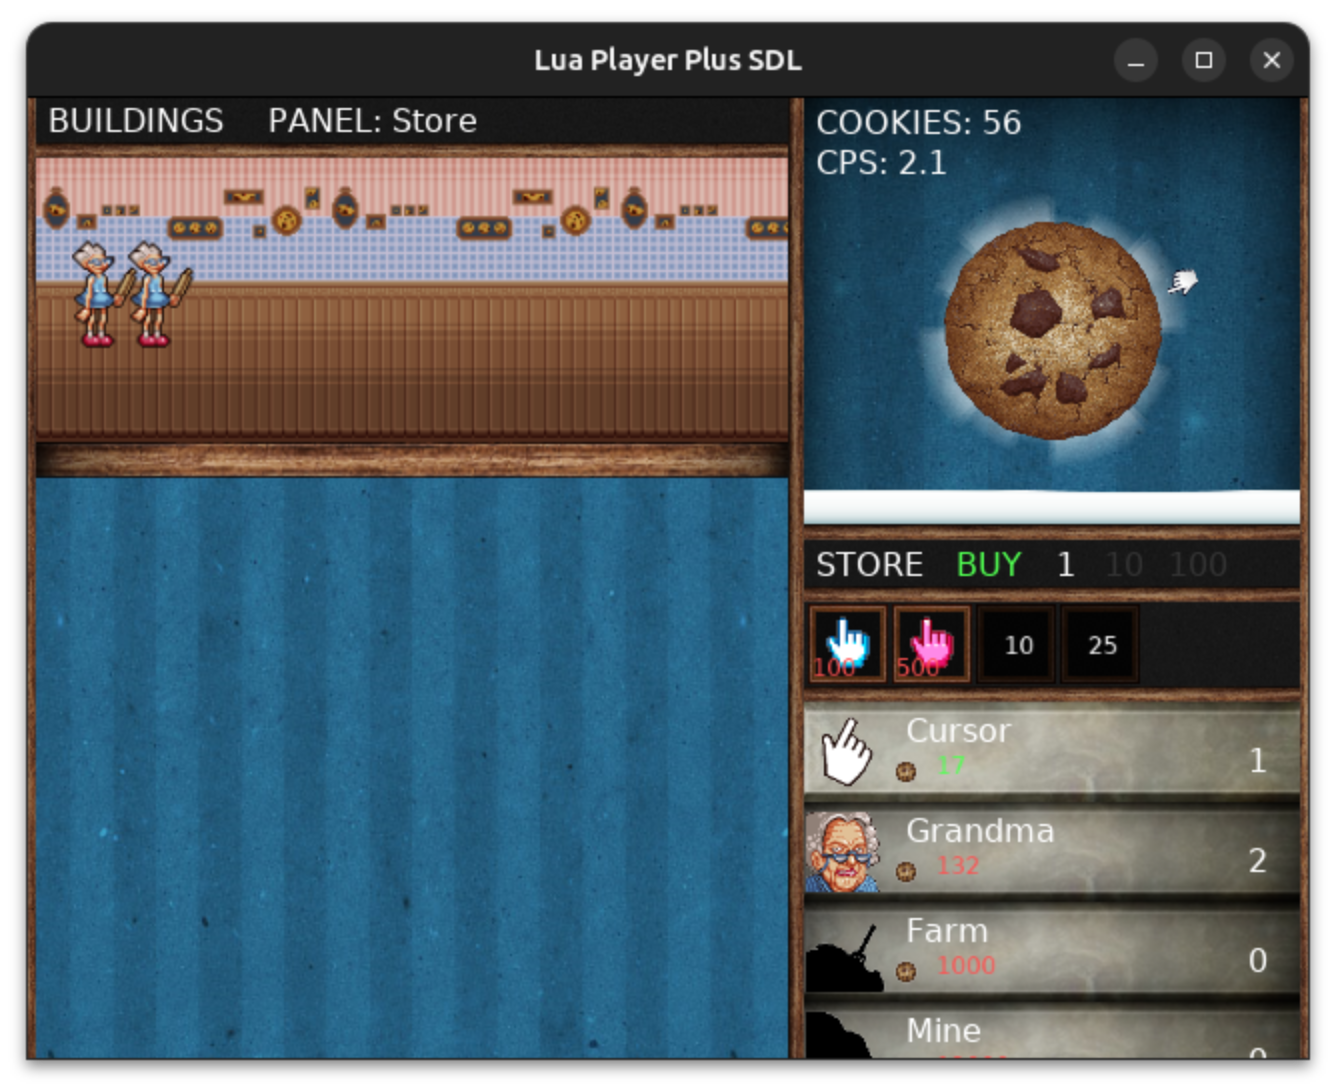 Lua Player Plus SDL
BUILDINGS PANEL: Store
COOKIES: 56
CPS: 2.1
STORE BUY 1 10 100
100 500 10 25
Cursor
17
1
Grandma
132
2
Farm
1000
0
Mine
0